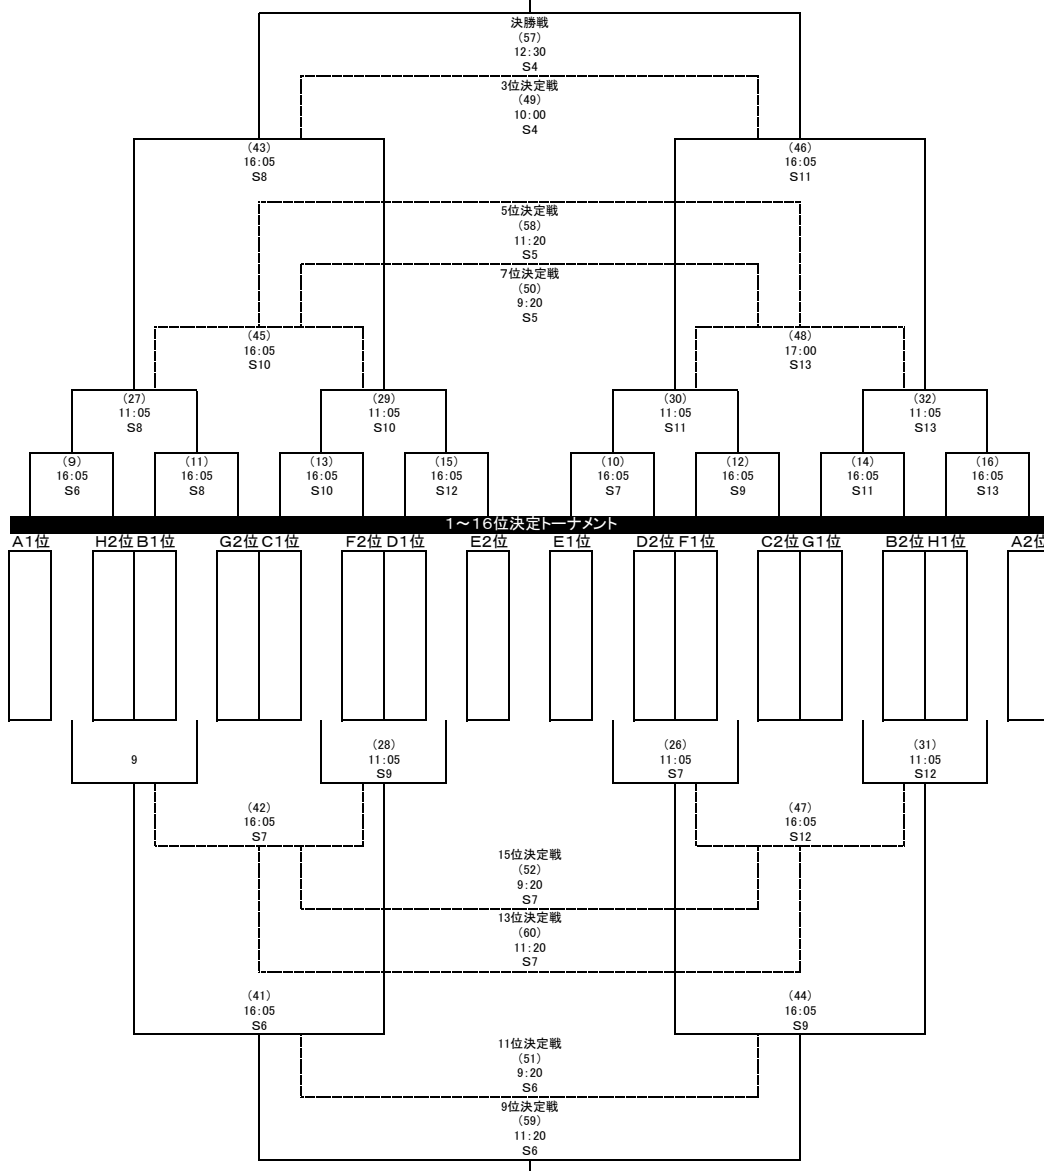 決勝戦
(57)
12:30
S4
3位決定戦
(49)
10:00
S4
(43)
16:05
S8
(46)
16:05
S11
5位決定戦
(58)
11:20
S5
7位決定戦
(50)
9:20
S5
(45)
16:05
S10
(48)
17:00
S13
(27)
11:05
S8
(29)
11:05
S10
(30)
11:05
S11
(32)
11:05
S13
(9)
16:05
S6
(11)
16:05
S8
(13)
16:05
S10
(15)
16:05
S12
(10)
16:05
S7
(12)
16:05
S9
(14)
16:05
S11
(16)
16:05
S13
1～16位決定トーナメント
A1位 H2位 B1位 G2位 C1位 F2位 D1位 E2位 E1位 D2位 F1位 C2位 G1位 B2位 H1位 A2位
9
(28)
11:05
S9
(26)
11:05
S7
(31)
11:05
S12
(42)
16:05
S7
(47)
16:05
S12
15位決定戦
(52)
9:20
S7
13位決定戦
(60)
11:20
S7
(41)
16:05
S6
(44)
16:05
S9
11位決定戦
(51)
9:20
S6
9位決定戦
(59)
11:20
S6